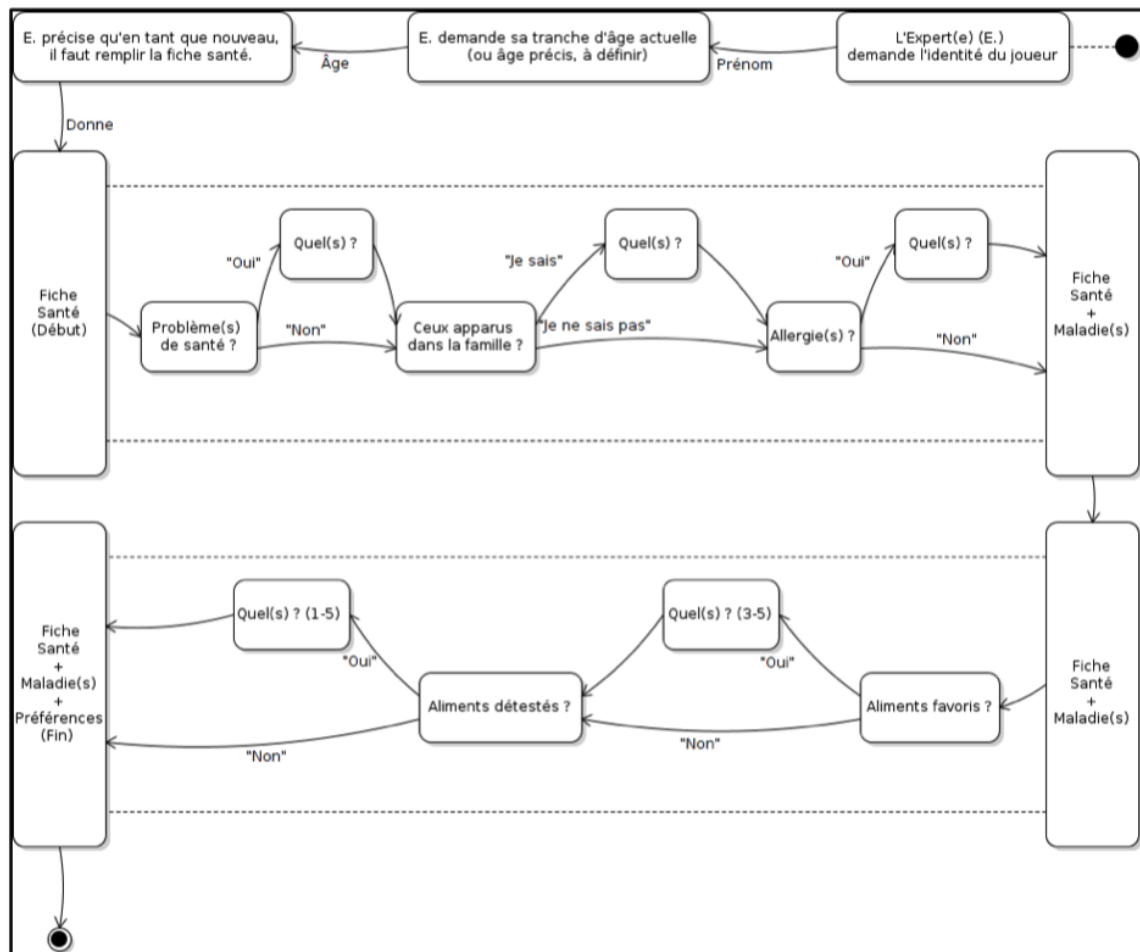 E. précise qu'en tant que nouveau,
il faut remplir la fiche santé.
Âge
E. demande sa tranche d'âge actuelle
(ou âge précis, à définir)
Prénom
L'Expert(e) (E.)
demande l'identité du joueur
Donne
Fiche
Santé
(Début)
Problème(s)
de santé ?
"Oui"
Quel(s) ?
"Non"
Ceux apparus
dans la famille ?
"Je sais"
Quel(s) ?
"Je ne sais pas"
Allergie(s) ?
"Oui"
Quel(s) ?
"Non"
Fiche
Santé
+
Maladie(s)
Fiche
Santé
+
Maladie(s)
+
Préférences
(Fin)
Quel(s) ? (1-5)
"Oui"
"Non"
Aliments détestés ?
Quel(s) ? (3-5)
"Oui"
"Non"
Aliments favoris ?
Fiche
Santé
+
Maladie(s)